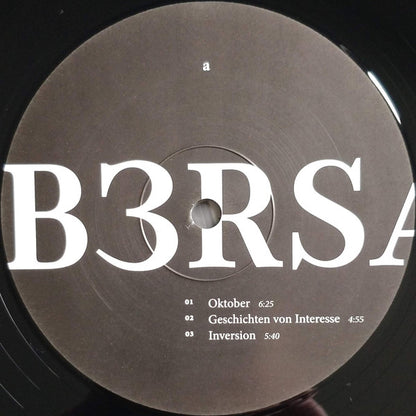 a
B3RSA
01 Oktober 6:25
02 Geschichten von Interesse 4:55
03 Inversion 5:40